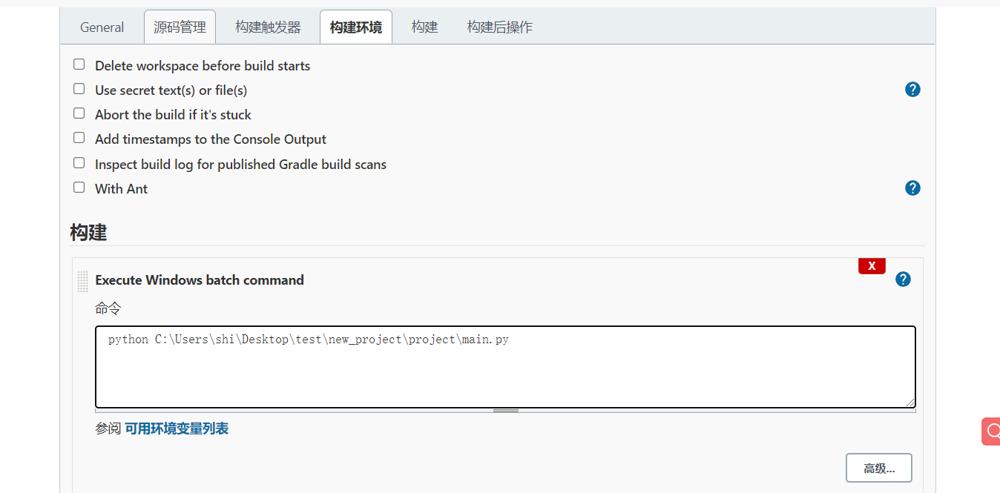 General 源码管理 构建触发器 构建环境 构建 构建后操作
Delete workspace before build starts
Use secret text(s) or file(s)
?
Abort the build if it's stuck
Add timestamps to the Console Output
Inspect build log for published Gradle build scans
With Ant
?
构建
X
Execute Windows batch command
?
命令
python C:\Users\shi\Desktop\test\new_project\project\main.py
参阅 可用环境变量列表
高级...